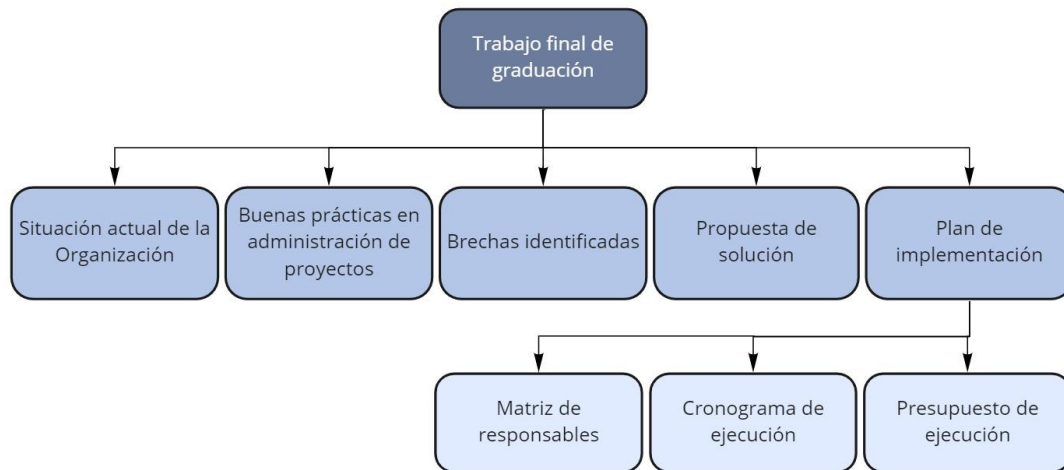 Trabajo final de
graduación
Situación actual de la
Organización
Buenas prácticas en
administración de
proyectos
Brechas identificadas
Propuesta de
solución
Plan de
implementación
Matriz de
responsables
Cronograma de
ejecución
Presupuesto de
ejecución